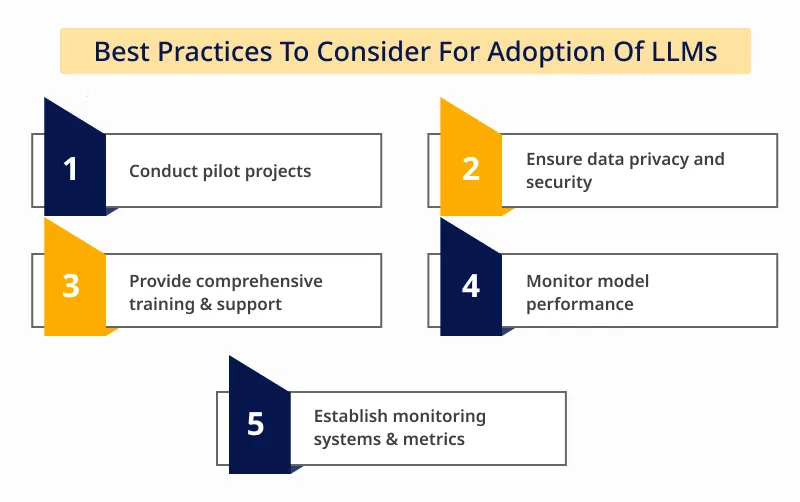 Best Practices To Consider For Adoption Of LLMs
1
Conduct pilot projects
2
Ensure data privacy and
security
3
Provide comprehensive
training & support
4
Monitor model
performance
5
Establish monitoring
systems & metrics